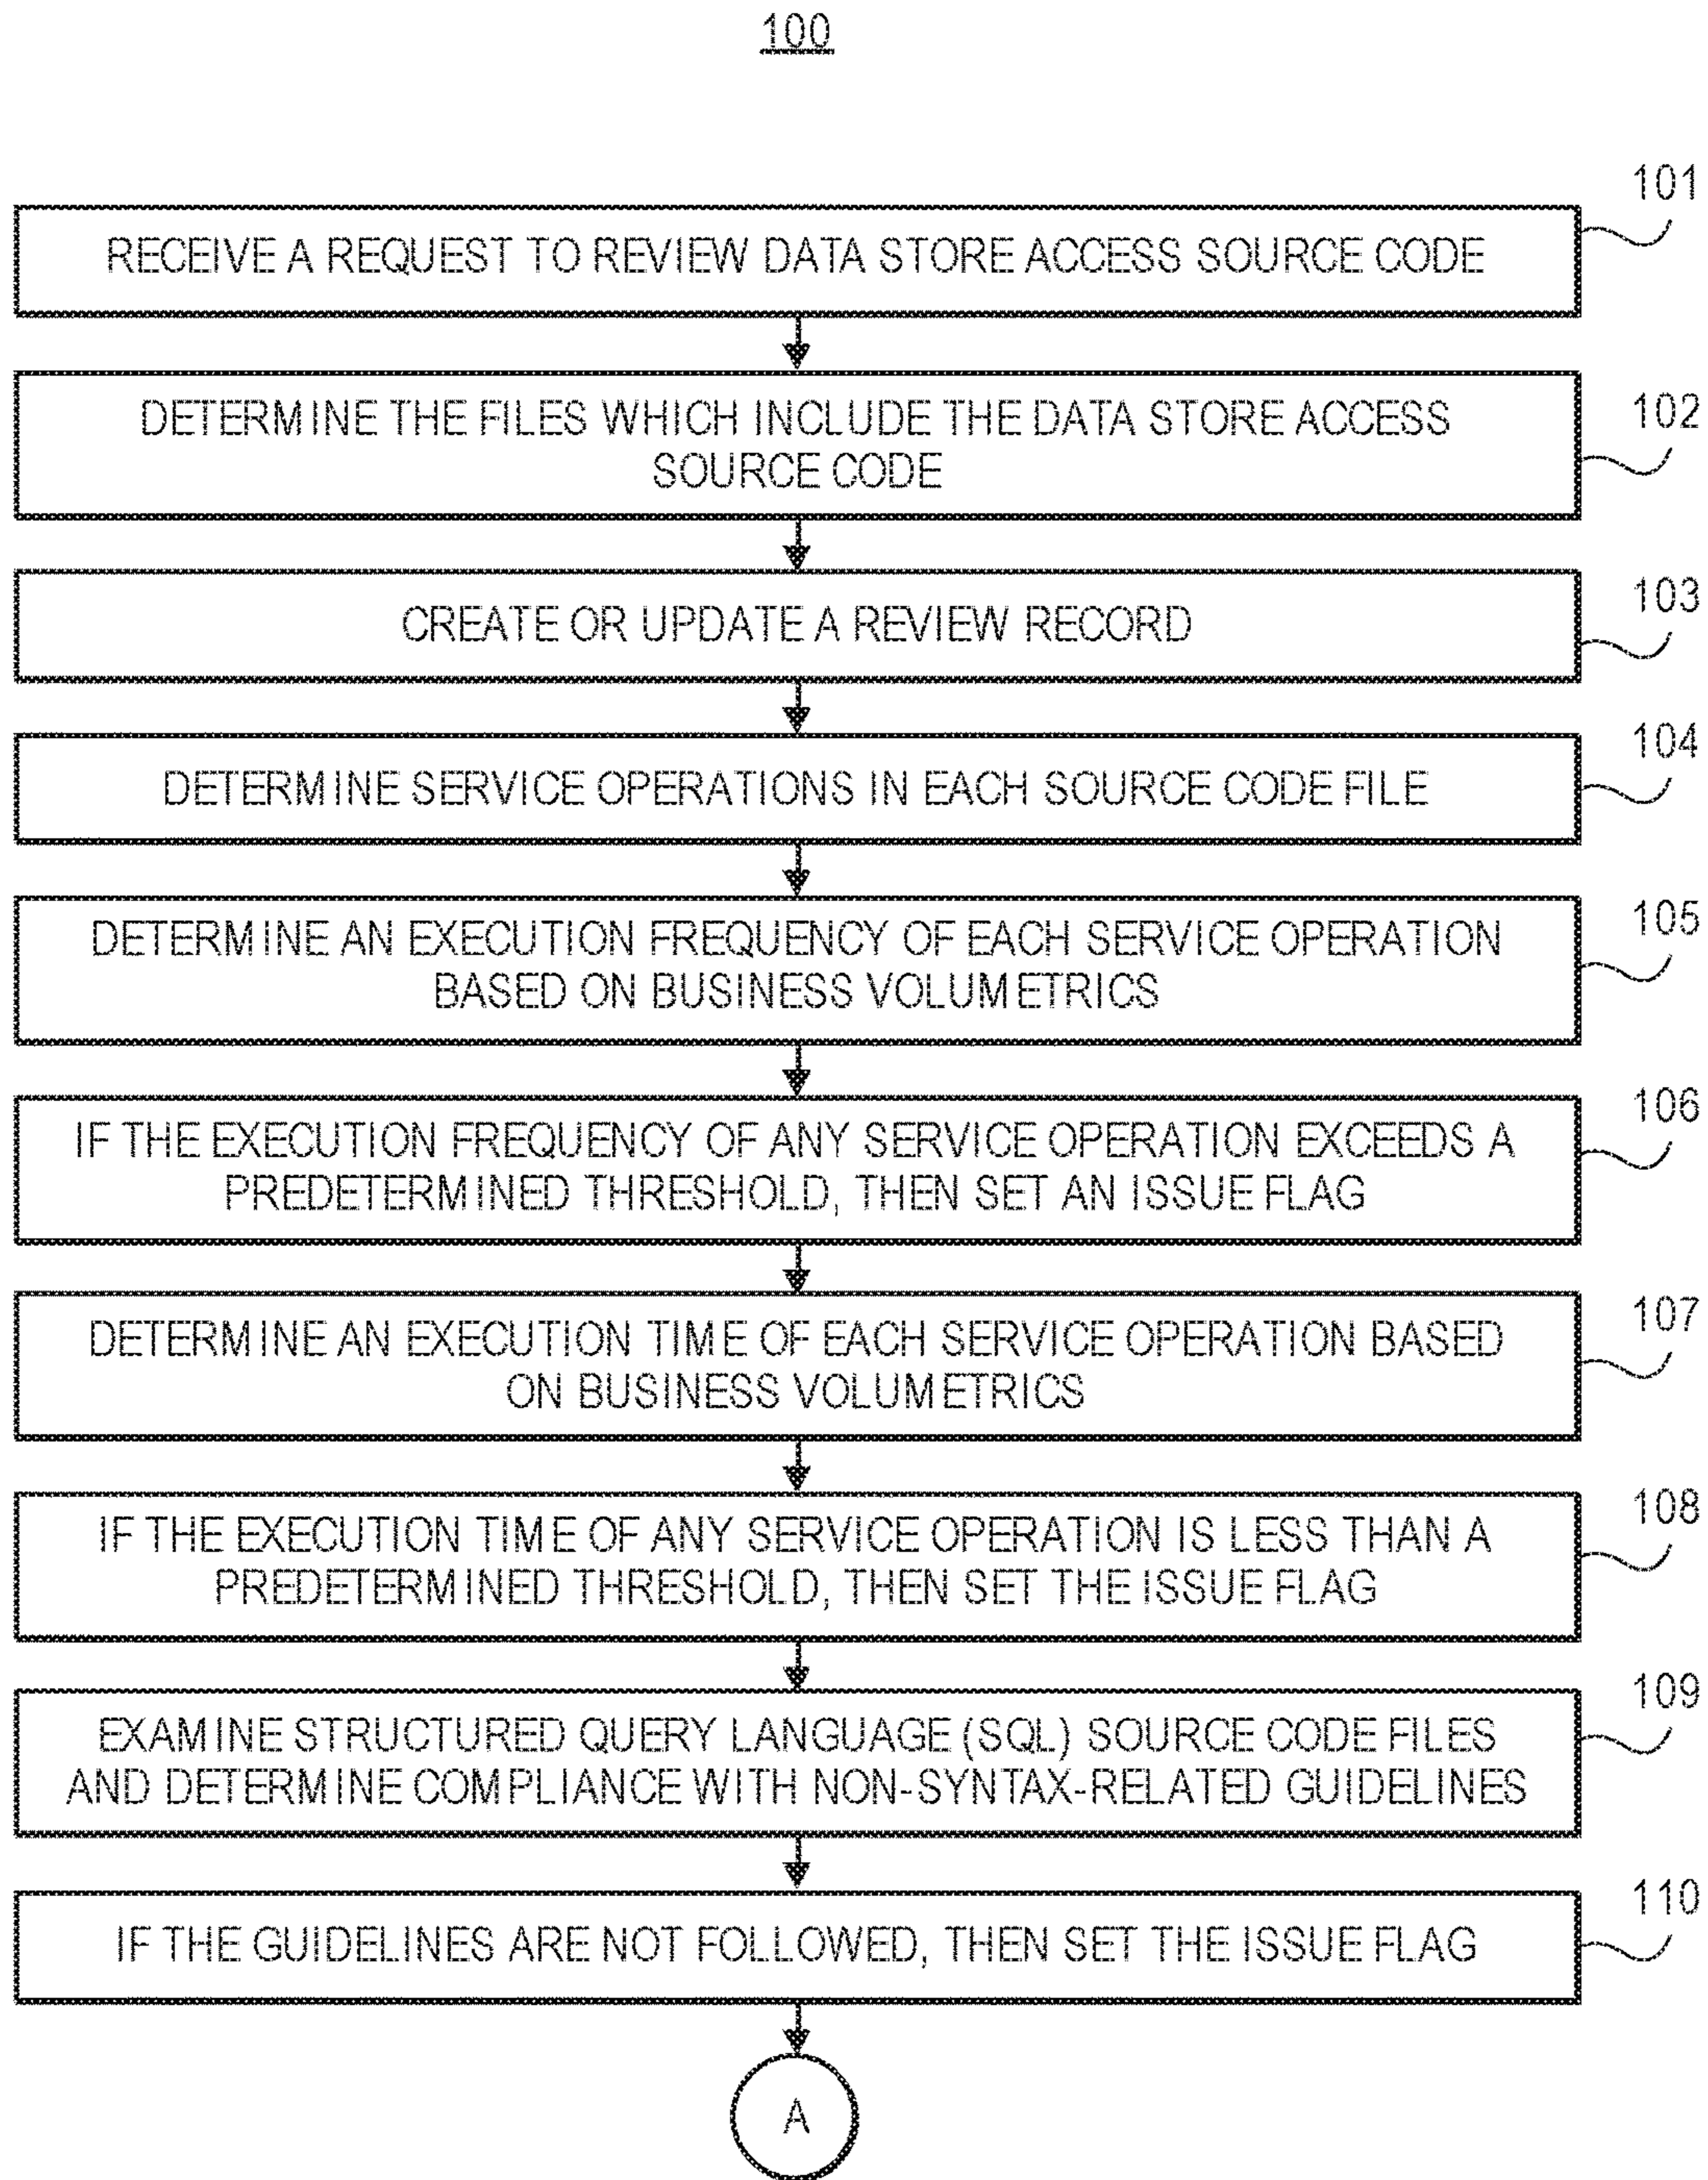 100
101
RECEIVE A REQUEST TO REVIEW DATA STORE ACCESS SOURCE CODE
102
DETERMINE THE FILES WHICH INCLUDE THE DATA STORE ACCESS
SOURCE CODE
103
CREATE OR UPDATE A REVIEW RECORD
104
DETERMINE SERVICE OPERATIONS IN EACH SOURCE CODE FILE
105
DETERMINE AN EXECUTION FREQUENCY OF EACH SERVICE OPERATION
BASED ON BUSINESS VOLUMETRICS
106
IF THE EXECUTION FREQUENCY OF ANY SERVICE OPERATION EXCEEDS A
PREDETERMINED THRESHOLD, THEN SET AN ISSUE FLAG
107
DETERMINE AN EXECUTION TIME OF EACH SERVICE OPERATION BASED
ON BUSINESS VOLUMETRICS
108
IF THE EXECUTION TIME OF ANY SERVICE OPERATION IS LESS THAN A
PREDETERMINED THRESHOLD, THEN SET THE ISSUE FLAG
109
EXAMINE STRUCTURED QUERY LANGUAGE (SQL) SOURCE CODE FILES
AND DETERMINE COMPLIANCE WITH NON-SYNTAX-RELATED GUIDELINES
110
IF THE GUIDELINES ARE NOT FOLLOWED, THEN SET THE ISSUE FLAG
A